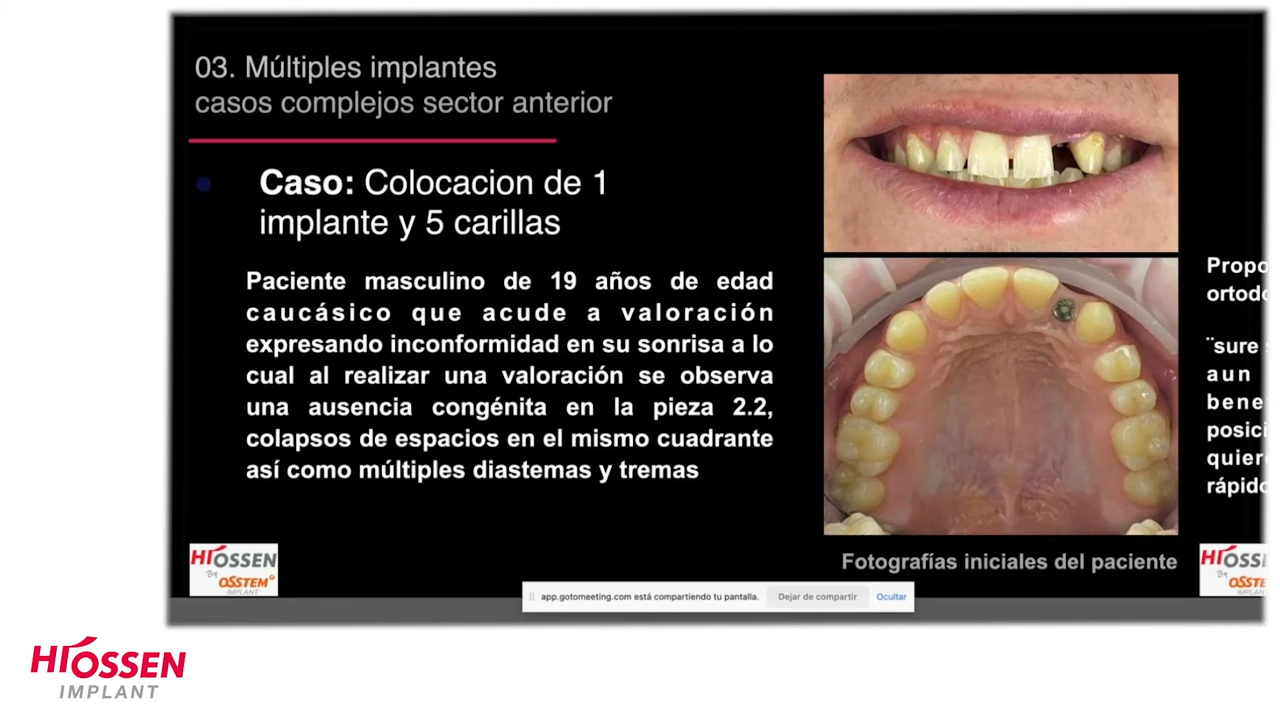 03. Múltiples implantes
casos complejos sector anterior
Caso: Colocacion de 1
implante y 5 carillas
Paciente masculino de 19 años de edad
caucásico que acude a valoración
expresando inconformidad en su sonrisa a lo
cual al realizar una valoración se observa
una ausencia congénita en la pieza 2.2,
colapsos de espacios en el mismo cuadrante
así como múltiples diastemas y tremas
Fotografías iniciales del paciente
HIOSSEN
By
OSSTEM
IMPLANT
app.gotomeeting.com está compartiendo tu pantalla.
Dejar de compartir
Ocultar
aun
HIOSSEN
IMPLANT